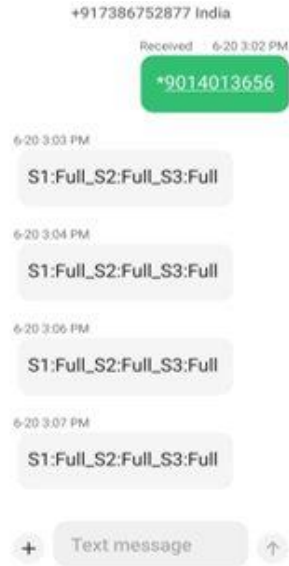 +917386752877 India
Received 6-20 3:02 PM
*9014013656
6-20 3:03 PM
S1:Full_S2:Full_S3:Full
6-20 3:04 PM
S1:Full_S2:Full_S3:Full
6-20 3:06 PM
S1:Full_S2:Full_S3:Full
6-20 3:07 PM
S1:Full_S2:Full_S3:Full
+ Text message ↑